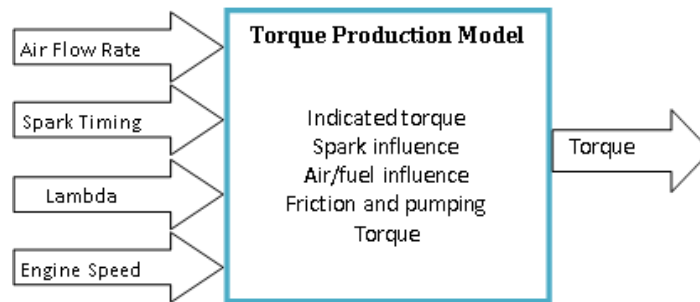 Air Flow Rate
Spark Timing
Lambda
Engine Speed
Torque Production Model
Indicated torque
Spark influence
Air/fuel influence
Friction and pumping
Torque
Torque